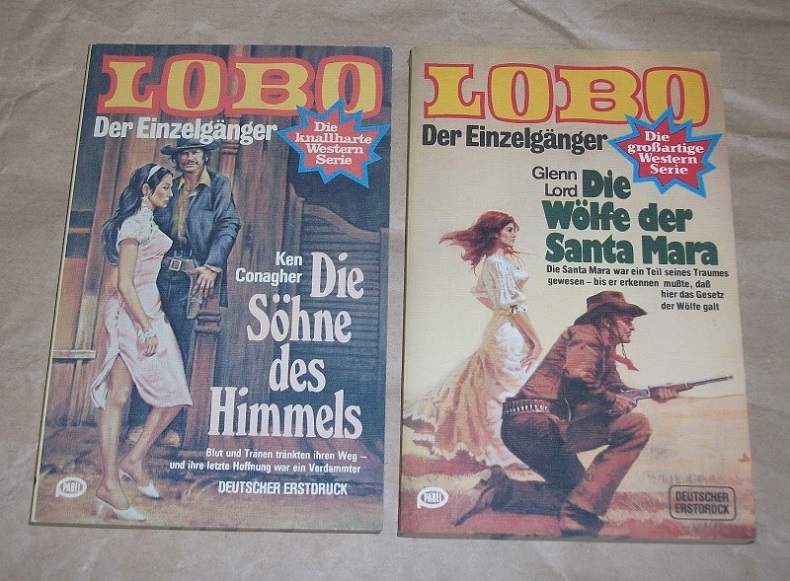 LOBO
Der Einzelgänger
Die
knallharte
Western
Serie
Ken
Conagher
Die
Söhne
des
Himmels
Blut und Tränen tränkten ihren Weg –
und ihre letzte Hoffnung war ein Verdammter
DEUTSCHER ERSTDRUCK
PABEL
LOBO
Der Einzelgänger
Die
großartige
Western
Serie
Glenn
Lord
Die
Wölfe der
Santa Mara
Die Santa Mara war ein Teil seines Traumes
gewesen – bis er erkennen mußte, daß
hier das Gesetz
der Wölfe galt
PABEL
DEUTSCHER
ERSTDRUCK